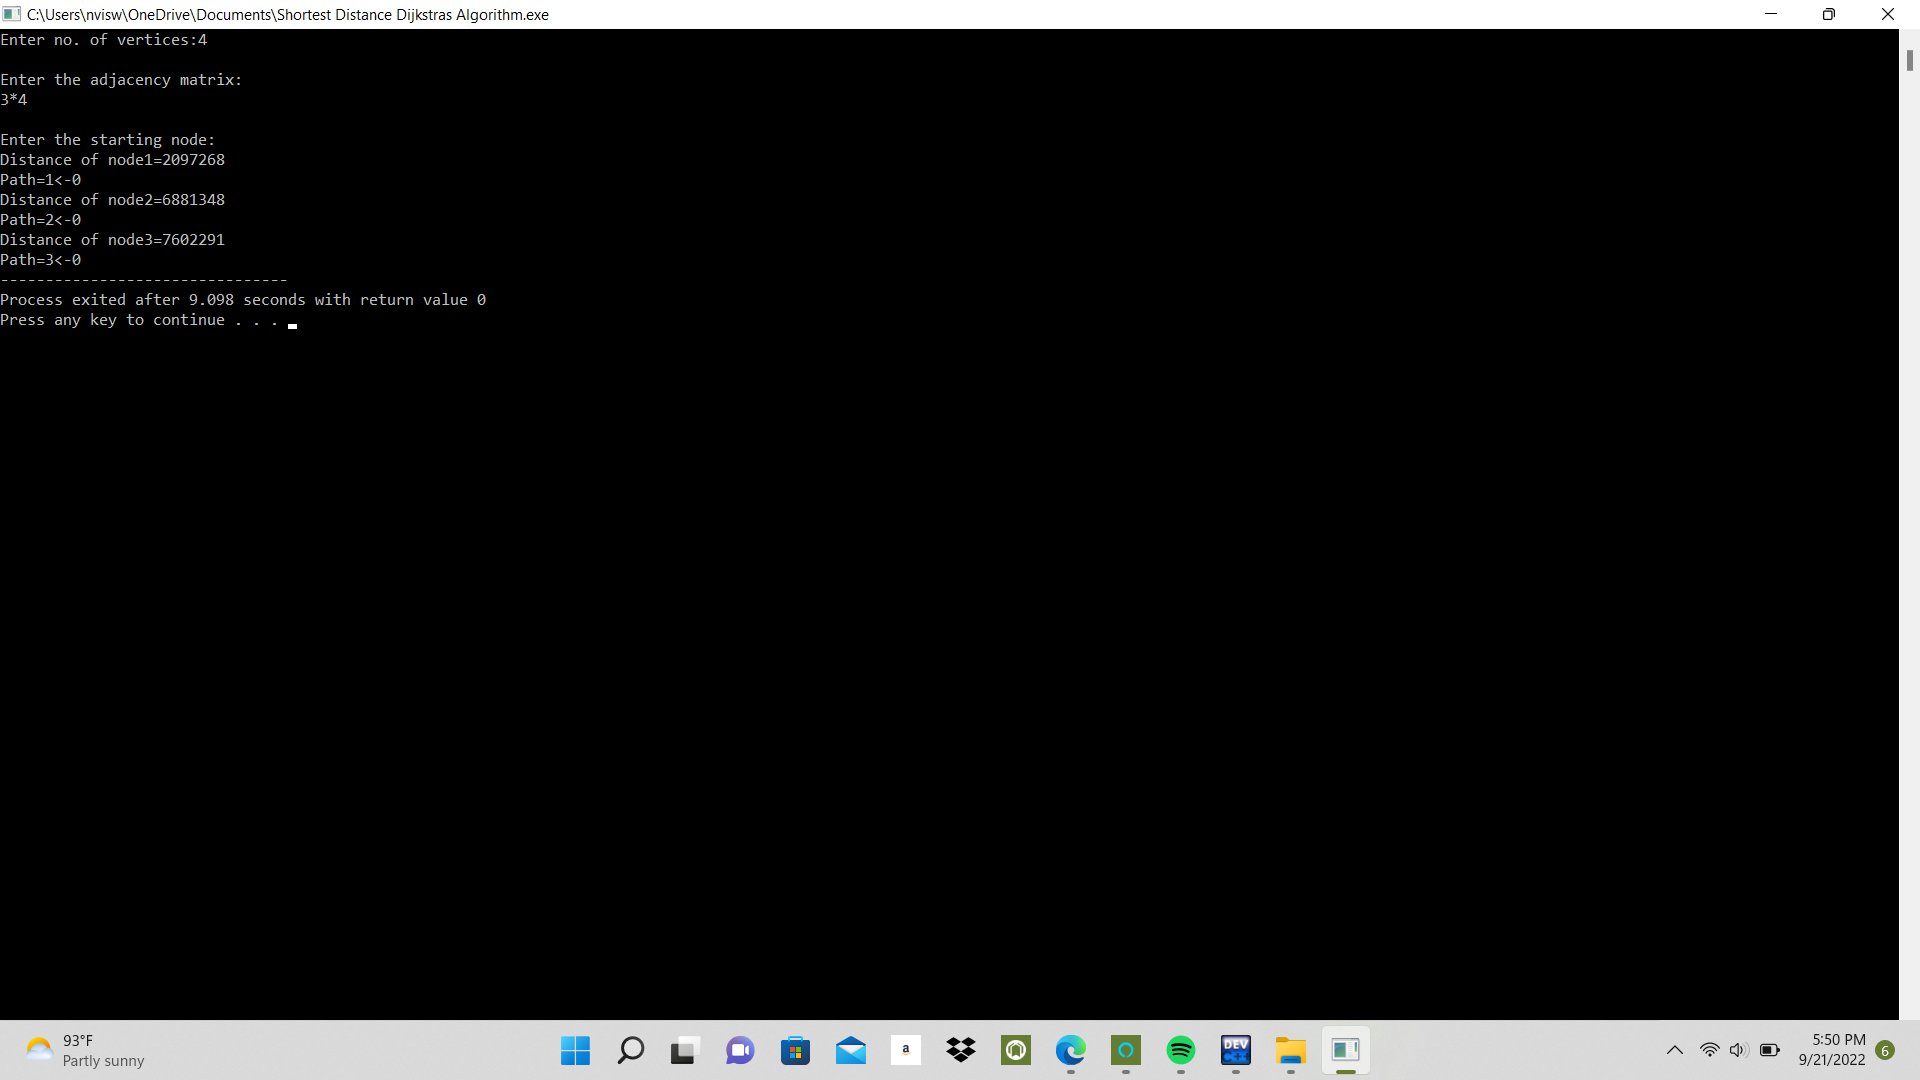 C:\Users\nvisw\OneDrive\Documents\Shortest Distance Dijkstras Algorithm.exe
Enter no. of vertices:4
Enter the adjacency matrix:
3*4
Enter the starting node:
Distance of node1=2097268
Path=1<-0
Distance of node2=6881348
Path=2<-0
Distance of node3=7602291
Path=3<-0
--------------------------------
Process exited after 9.098 seconds with return value 0
Press any key to continue . . .
93°F
Partly sunny
a
DEV
C++
5:50 PM
9/21/2022
6